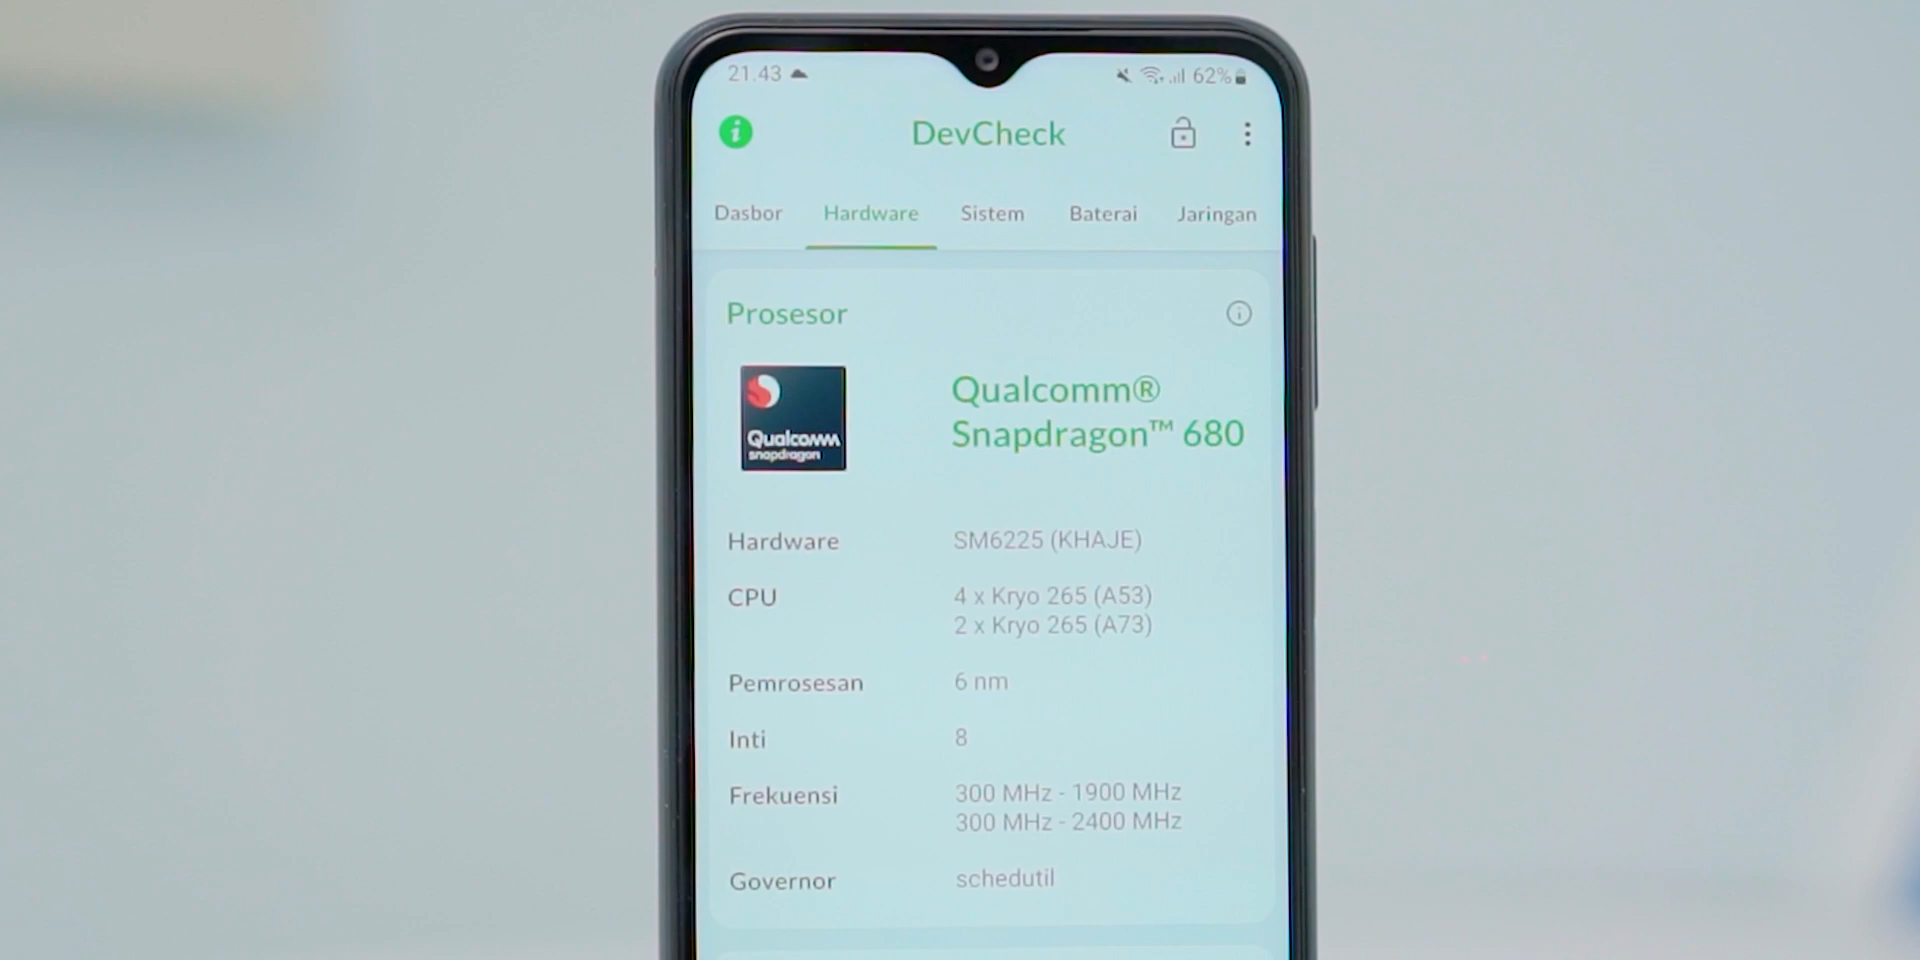 21.43 62%
DevCheck
Dasbor Hardware Sistem Baterai Jaringan
Prosesor
Qualcomm
snapdragon
Qualcomm®
Snapdragon™ 680
Hardware SM6225 (KHAJE)
CPU 4 x Kryo 265 (A53)
2 x Kryo 265 (A73)
Pemrosesan 6 nm
Inti 8
Frekuensi 300 MHz - 1900 MHz
300 MHz - 2400 MHz
Governor schedutil